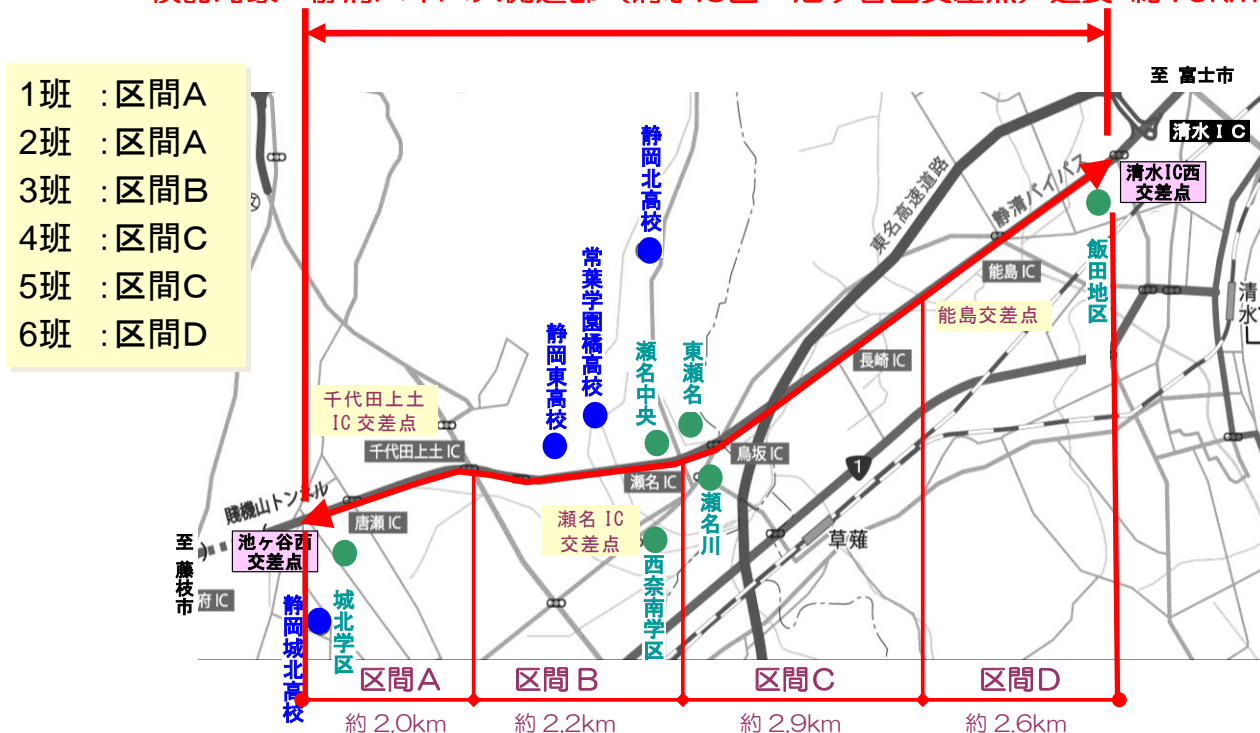 至 富士市
1班 :区間A
2班 :区間A
3班 :区間B
4班 :区間C
5班 :区間C
6班 :区間D
清水IC
清水IC西
交差点
静岡北高校
東名高速道路
静清バイパス
飯田地区
能島IC
能島交差点
清水
常葉学園橘高校
静岡東高校
瀬名中央
東瀬名
長崎IC
千代田上土
IC交差点
千代田上土IC
鳥坂IC
瀬名IC
1
瀬名川
賤機山トンネル
唐瀬IC
瀬名IC
交差点
草薙
至 藤枝市
池ヶ谷西
交差点
西奈南学区
府IC
静岡城北高校
城北学区
区間A
区間B
区間C
区間D
約2.0km
約2.2km
約2.9km
約2.6km